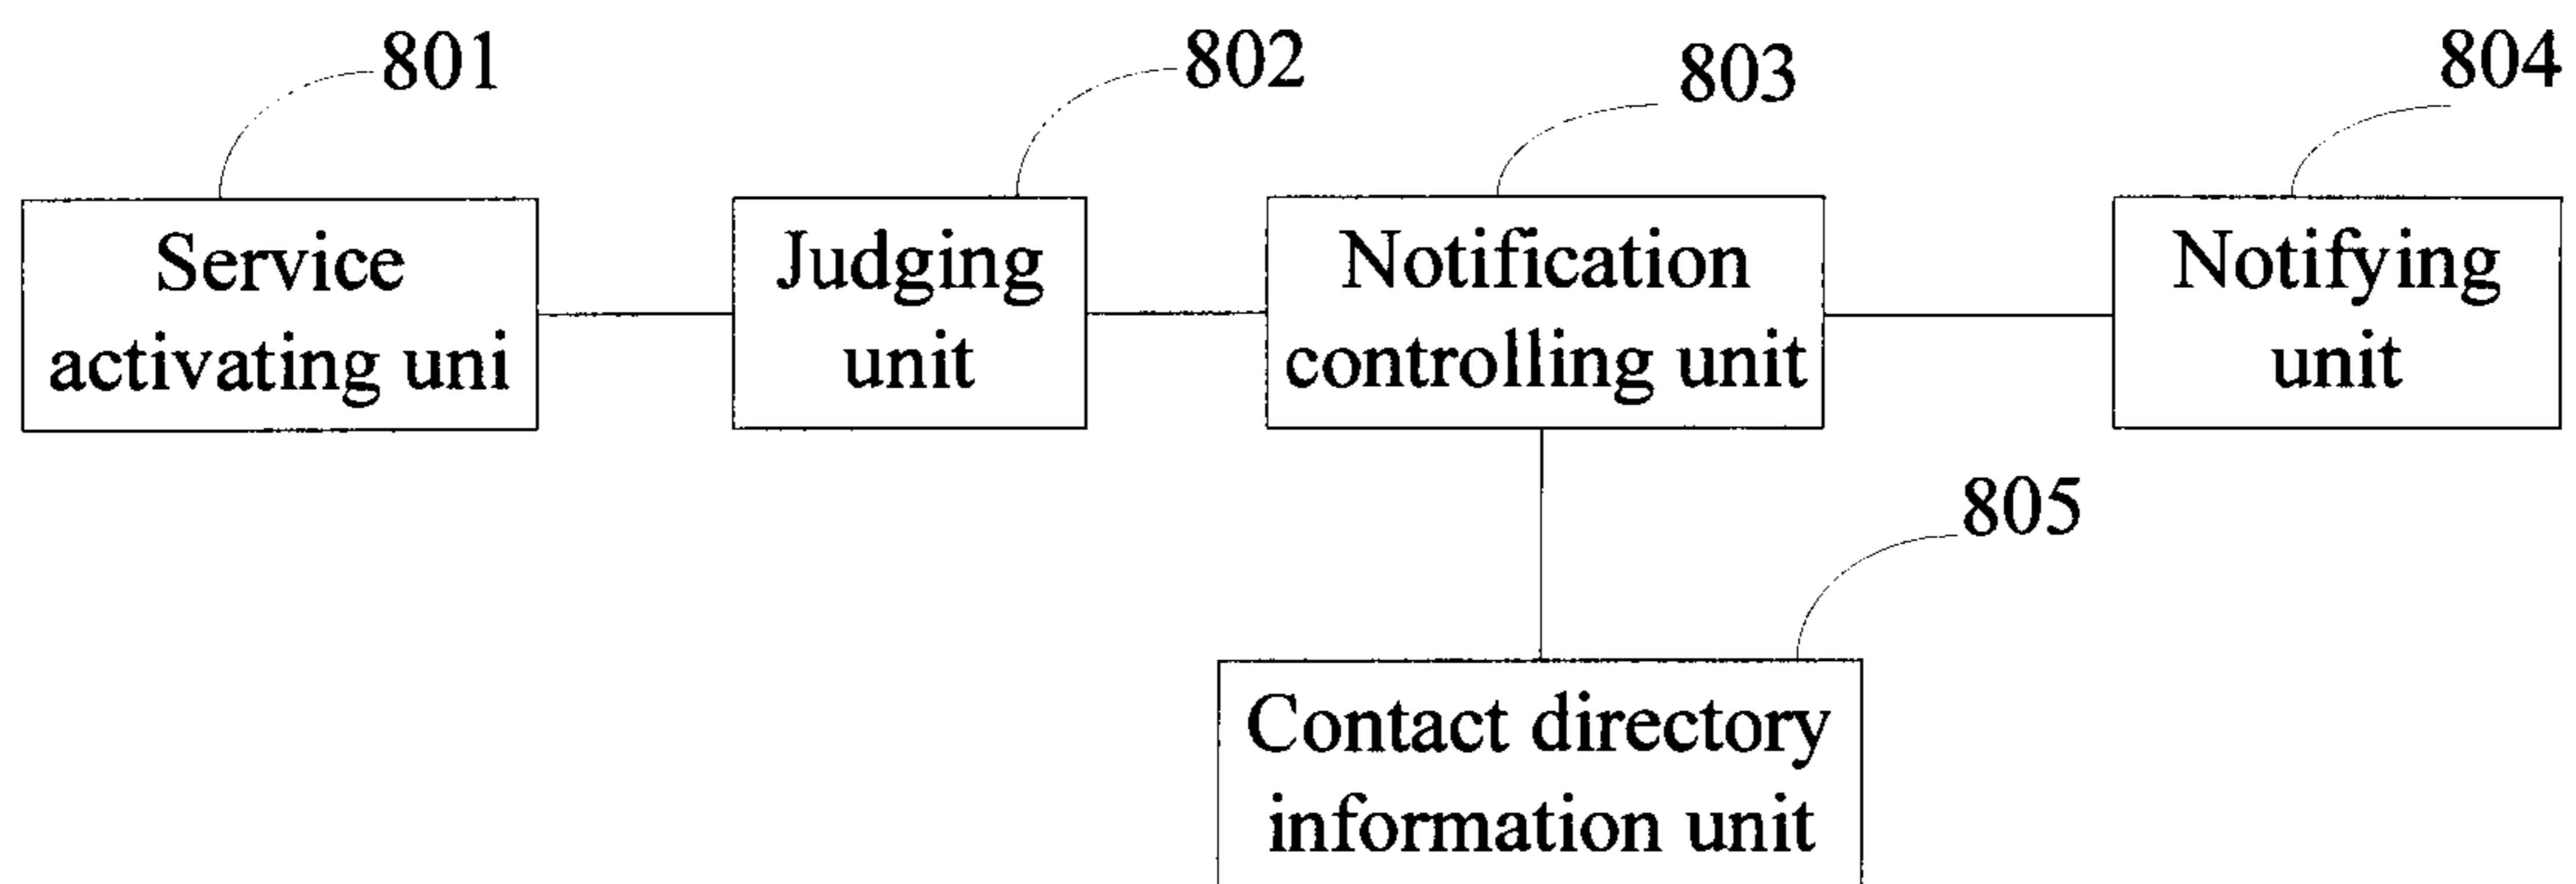 801
802
803
804
Service
activating uni
Judging
unit
Notification
controlling unit
Notifying
unit
805
Contact directory
information unit